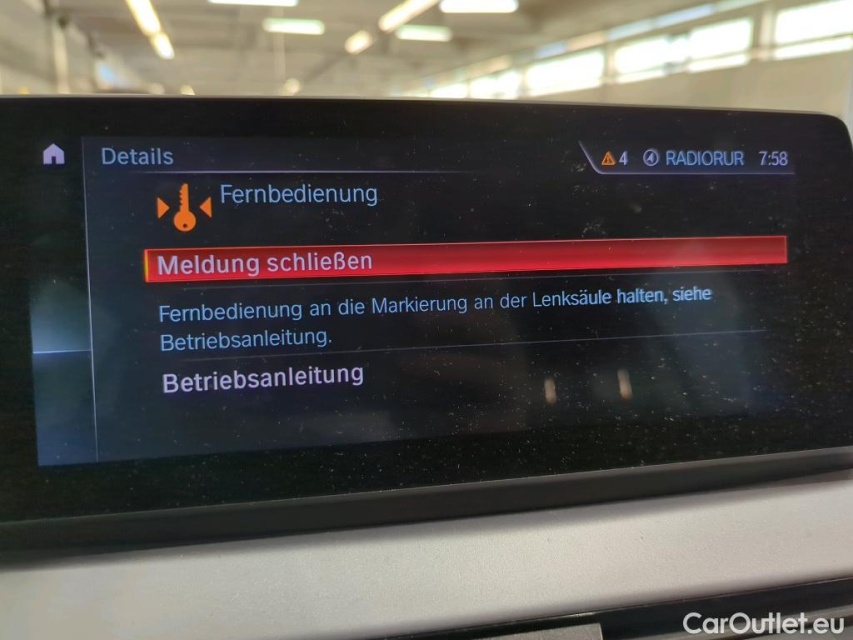 Details
4 RADIORUR 7:58
Fernbedienung
Meldung schließen
Fernbedienung an die Markierung an der Lenksäule halten, siehe
Betriebsanleitung.
Betriebsanleitung
CarOutlet.eu